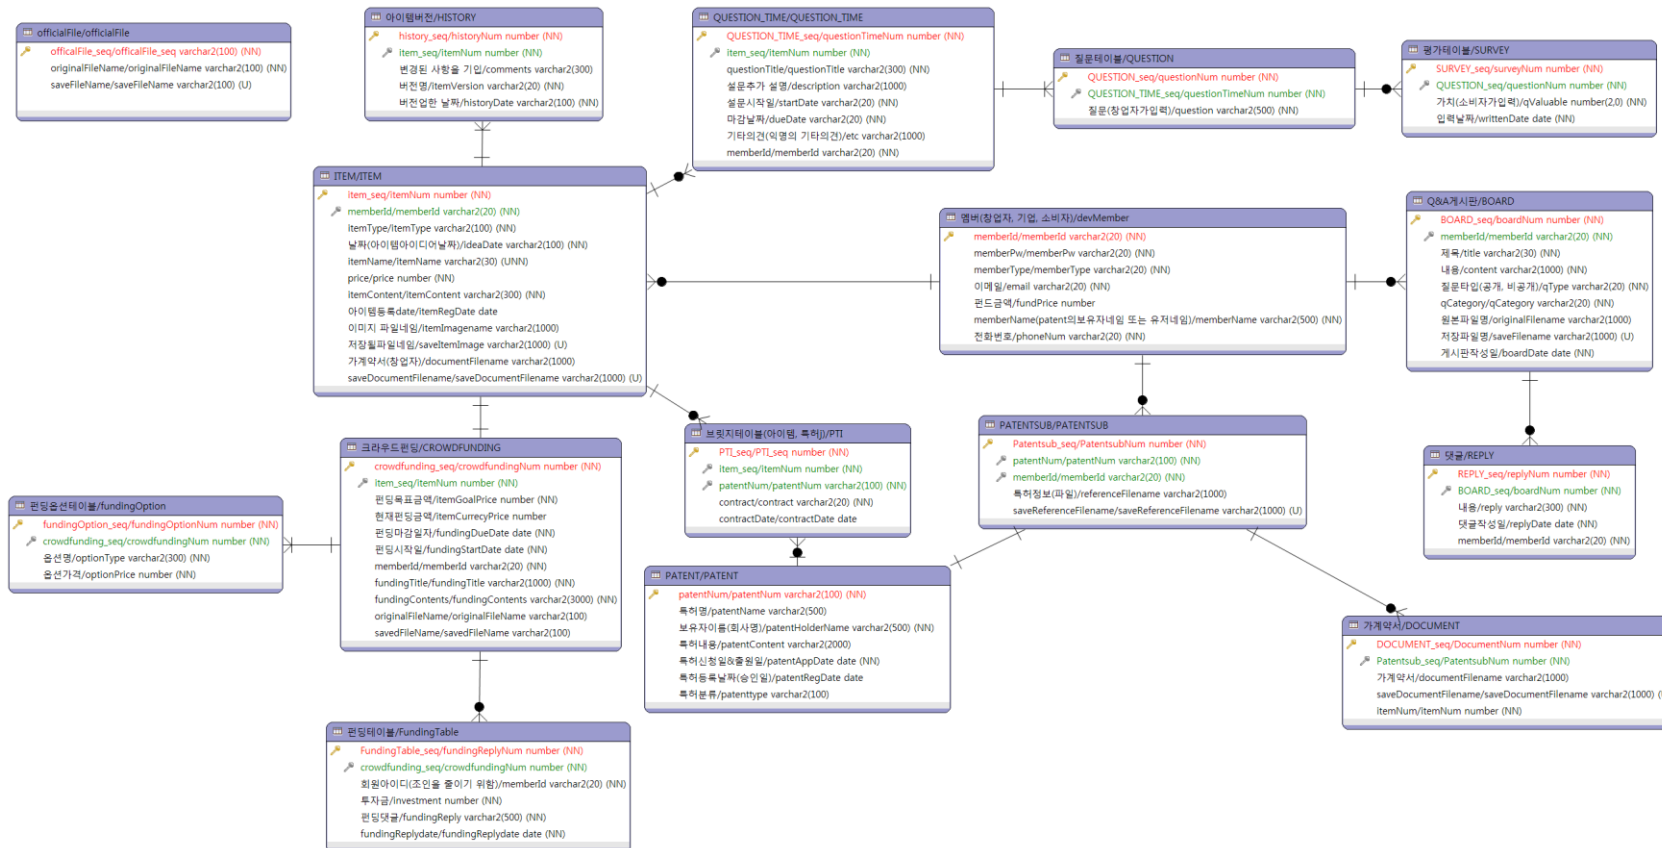 officialFile/officialFile
officalFile_seq/officalFile_seq varchar2(100) (NN)
originalFileName/originalFileName varchar2(100) (NN)
saveFileName/saveFileName varchar2(100) (U)
아이템버전/HISTORY
history_seq/historyNum number (NN)
item_seq/itemNum number (NN)
변경된 사항을 기입/comments varchar2(300)
버전명/itemVersion varchar2(20) (NN)
버전업한 날짜/historyDate varchar2(100) (NN)
QUESTION_TIME/QUESTION_TIME
QUESTION_TIME_seq/questionTimeNum number (NN)
item_seq/itemNum number (NN)
questionTitle/questionTitle varchar2(300) (NN)
설문추가 설명/description varchar2(1000)
설문시작일/startDate varchar2(20) (NN)
마감날짜/dueDate varchar2(20) (NN)
기타의견(익명의 기타의견)/etc varchar2(1000)
memberId/memberId varchar2(20) (NN)
질문테이블/QUESTION
QUESTION_seq/questionNum number (NN)
QUESTION_TIME_seq/questionTimeNum number (NN)
질문(창업자가입력)/question varchar2(500) (NN)
평가테이블/SURVEY
SURVEY_seq/surveyNum number (NN)
QUESTION_seq/questionNum number (NN)
가치(소비자가입력)/qValuable number(2,0) (NN)
입력날짜/writtenDate date (NN)
ITEM/ITEM
item_seq/itemNum number (NN)
memberId/memberId varchar2(20) (NN)
itemType/itemType varchar2(100) (NN)
날짜(아이템아이디어날짜)/ideaDate varchar2(100) (NN)
itemName/itemName varchar2(30) (UNN)
price/price number (NN)
itemContent/itemContent varchar2(300) (NN)
아이템등록date/itemRegDate date
이미지 파일네임/itemImagename varchar2(1000)
저장될파일네임/saveItemImage varchar2(1000) (U)
가계약서(창업자)/documentFilename varchar2(1000)
saveDocumentFilename/saveDocumentFilename varchar2(1000) (U)
멤버(창업자, 기업, 소비자)/devMember
memberId/memberId varchar2(20) (NN)
memberPw/memberPw varchar2(20) (NN)
memberType/memberType varchar2(20) (NN)
이메일/email varchar2(20) (NN)
펀드금액/fundPrice number
memberName(patent의보유자네임 또는 유저네임)/memberName varchar2(500) (NN)
전화번호/phoneNum varchar2(20) (NN)
Q&A게시판/BOARD
BOARD_seq/boardNum number (NN)
memberId/memberId varchar2(20) (NN)
제목/title varchar2(30) (NN)
내용/content varchar2(1000) (NN)
질문타입(공개, 비공개)/qType varchar2(20) (NN)
qCategory/qCategory varchar2(20) (NN)
원본파일명/originalFilename varchar2(1000)
저장파일명/saveFilename varchar2(1000) (U)
게시판작성일/boardDate date (NN)
크라우드펀딩/CROWDFUNDING
crowdfunding_seq/crowdfundingNum number (NN)
item_seq/itemNum number (NN)
펀딩목표금액/itemGoalPrice number (NN)
현재펀딩금액/itemCurrecyPrice number
펀딩마감일자/fundingDueDate date (NN)
펀딩시작일/fundingStartDate date (NN)
memberId/memberId varchar2(20) (NN)
fundingTitle/fundingTitle varchar2(1000) (NN)
fundingContents/fundingContents varchar2(3000) (NN)
originalFileName/originalFileName varchar2(100)
savedFileName/savedFileName varchar2(100)
브릿지테이블(아이템, 특허J)/PTI
PTI_seq/PTI_seq number (NN)
item_seq/itemNum number (NN)
patentNum/patentNum varchar2(100) (NN)
contract/contract varchar2(20) (NN)
contractDate/contractDate date
PATENTSUB/PATENTSUB
Patentsub_seq/PatentsubNum number (NN)
patentNum/patentNum varchar2(100) (NN)
memberId/memberId varchar2(20) (NN)
특허정보(파일)/referenceFilename varchar2(1000)
saveReferenceFilename/saveReferenceFilename varchar2(1000) (U)
댓글/REPLY
REPLY_seq/replyNum number (NN)
BOARD_seq/boardNum number (NN)
내용/reply varchar2(300) (NN)
댓글작성일/replyDate date (NN)
memberId/memberId varchar2(20) (NN)
펀딩옵션테이블/fundingOption
fundingOption_seq/fundingOptionNum number (NN)
crowdfunding_seq/crowdfundingNum number (NN)
옵션명/optionType varchar2(300) (NN)
옵션가격/optionPrice number (NN)
PATENT/PATENT
patentNum/patentNum varchar2(100) (NN)
특허명/patentName varchar2(500)
보유자이름(회사명)/patentHolderName varchar2(500) (NN)
특허내용/patentContent varchar2(2000)
특허신청일&출원일/patentAppDate date (NN)
특허등록날짜(승인일)/patentRegDate date
특허분류/patenttype varchar2(100)
가계약서/DOCUMENT
DOCUMENT_seq/DocumentNum number (NN)
Patentsub_seq/PatentsubNum number (NN)
가계약서/documentFilename varchar2(1000)
saveDocumentFilename/saveDocumentFilename varchar2(1000) (
itemNum/itemNum number (NN)
펀딩테이블/FundingTable
FundingTable_seq/fundingReplyNum number (NN)
crowdfunding_seq/crowdfundingNum number (NN)
회원아이디(조인을 줄이기 위함)/memberId varchar2(20) (NN)
투자금/investment number (NN)
펀딩댓글/fundingReply varchar2(500) (NN)
fundingReplydate/fundingReplydate date (NN)